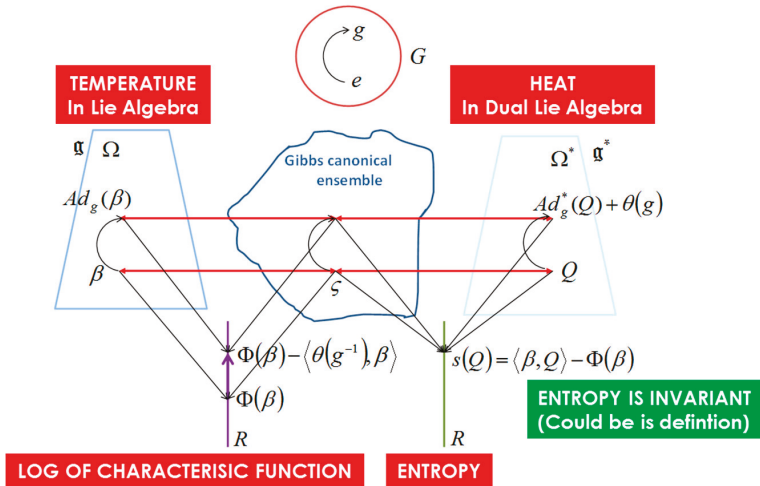 g
G
e
TEMPERATURE
In Lie Algebra
HEAT
In Dual Lie Algebra
𝔤 Ω
Gibbs canonical
ensemble
Ω* 𝔤*
Ad_g(β)
Ad*_g(Q) + θ(g)
β
ς
Q
Φ(β) − ⟨θ(g⁻¹), β⟩
s(Q) = ⟨β, Q⟩ − Φ(β)
Φ(β)
ENTROPY IS INVARIANT
(Could be is defintion)
R
R
LOG OF CHARACTERISIC FUNCTION
ENTROPY